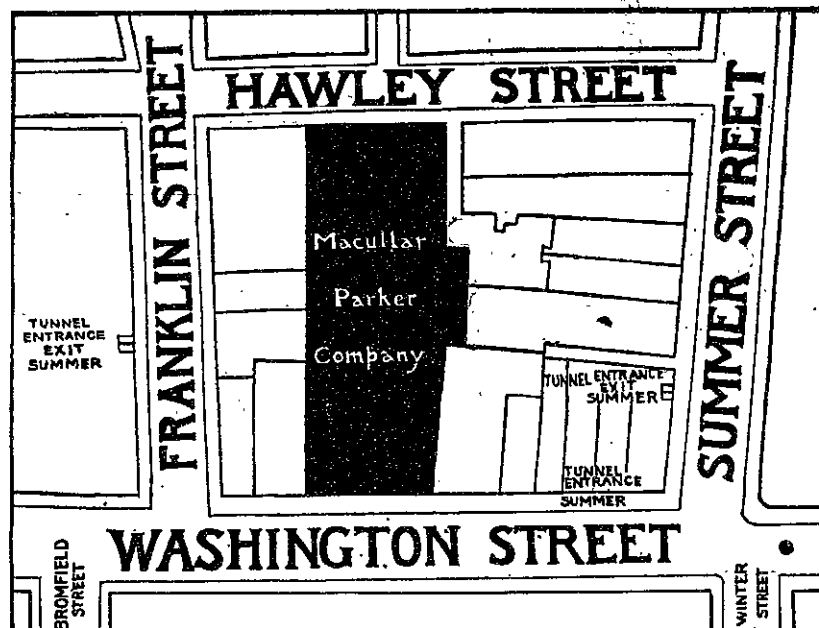 HAWLEY STREET
FRANKLIN STREET
SUMMER STREET
Macullar
Parker
Company
TUNNEL
ENTRANCE
EXIT
SUMMER
TUNNEL ENTRANCE
EXIT
SUMMER
TUNNEL
ENTRANCE
SUMMER
WASHINGTON STREET
BROMFIELD
STREET
WINTER
STREET